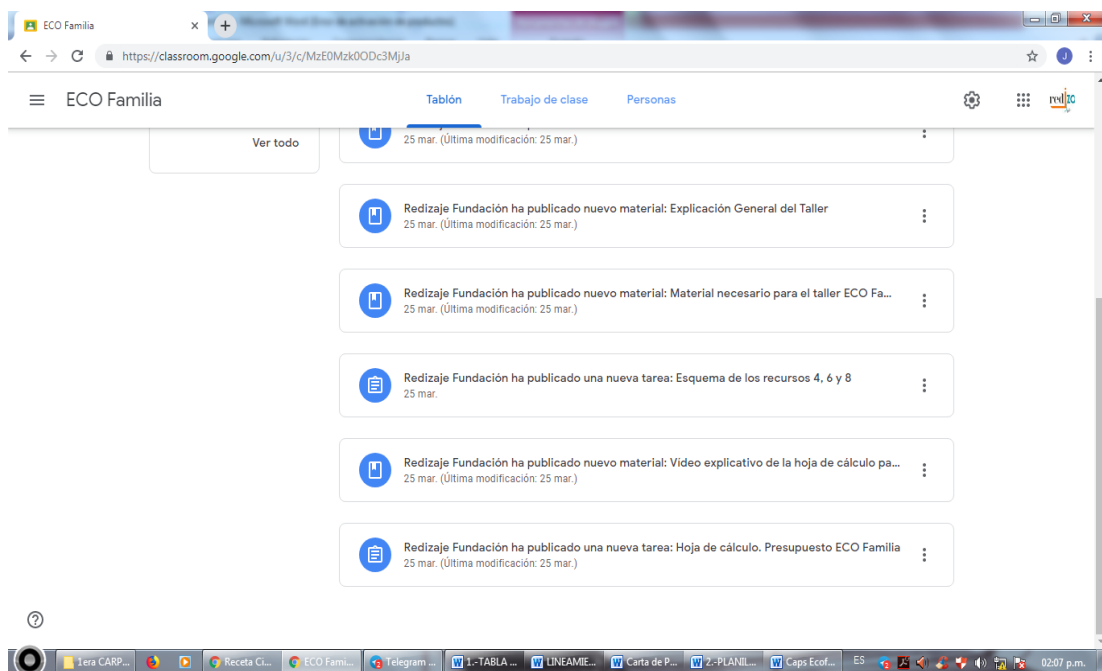 ECO Familia
https://classroom.google.com/u/3/c/MzE0Mzk0ODc3MjJa
J
ECO Familia
Tablón
Trabajo de clase
Personas
Ver todo
25 mar. (Última modificación: 25 mar.)
Redizaje Fundación ha publicado nuevo material: Explicación General del Taller
25 mar. (Última modificación: 25 mar.)
Redizaje Fundación ha publicado nuevo material: Material necesario para el taller ECO Fa...
25 mar. (Última modificación: 25 mar.)
Redizaje Fundación ha publicado una nueva tarea: Esquema de los recursos 4, 6 y 8
25 mar.
Redizaje Fundación ha publicado nuevo material: Vídeo explicativo de la hoja de cálculo pa...
25 mar. (Última modificación: 25 mar.)
Redizaje Fundación ha publicado una nueva tarea: Hoja de cálculo. Presupuesto ECO Familia
25 mar. (Última modificación: 25 mar.)
1era CARP...
Receta Ci...
ECO Fami...
Telegram ...
1.-TABLA ...
LINEAMIE...
Carta de P...
2.-PLANIL...
Caps Ecof...
ES
02:07 p.m.